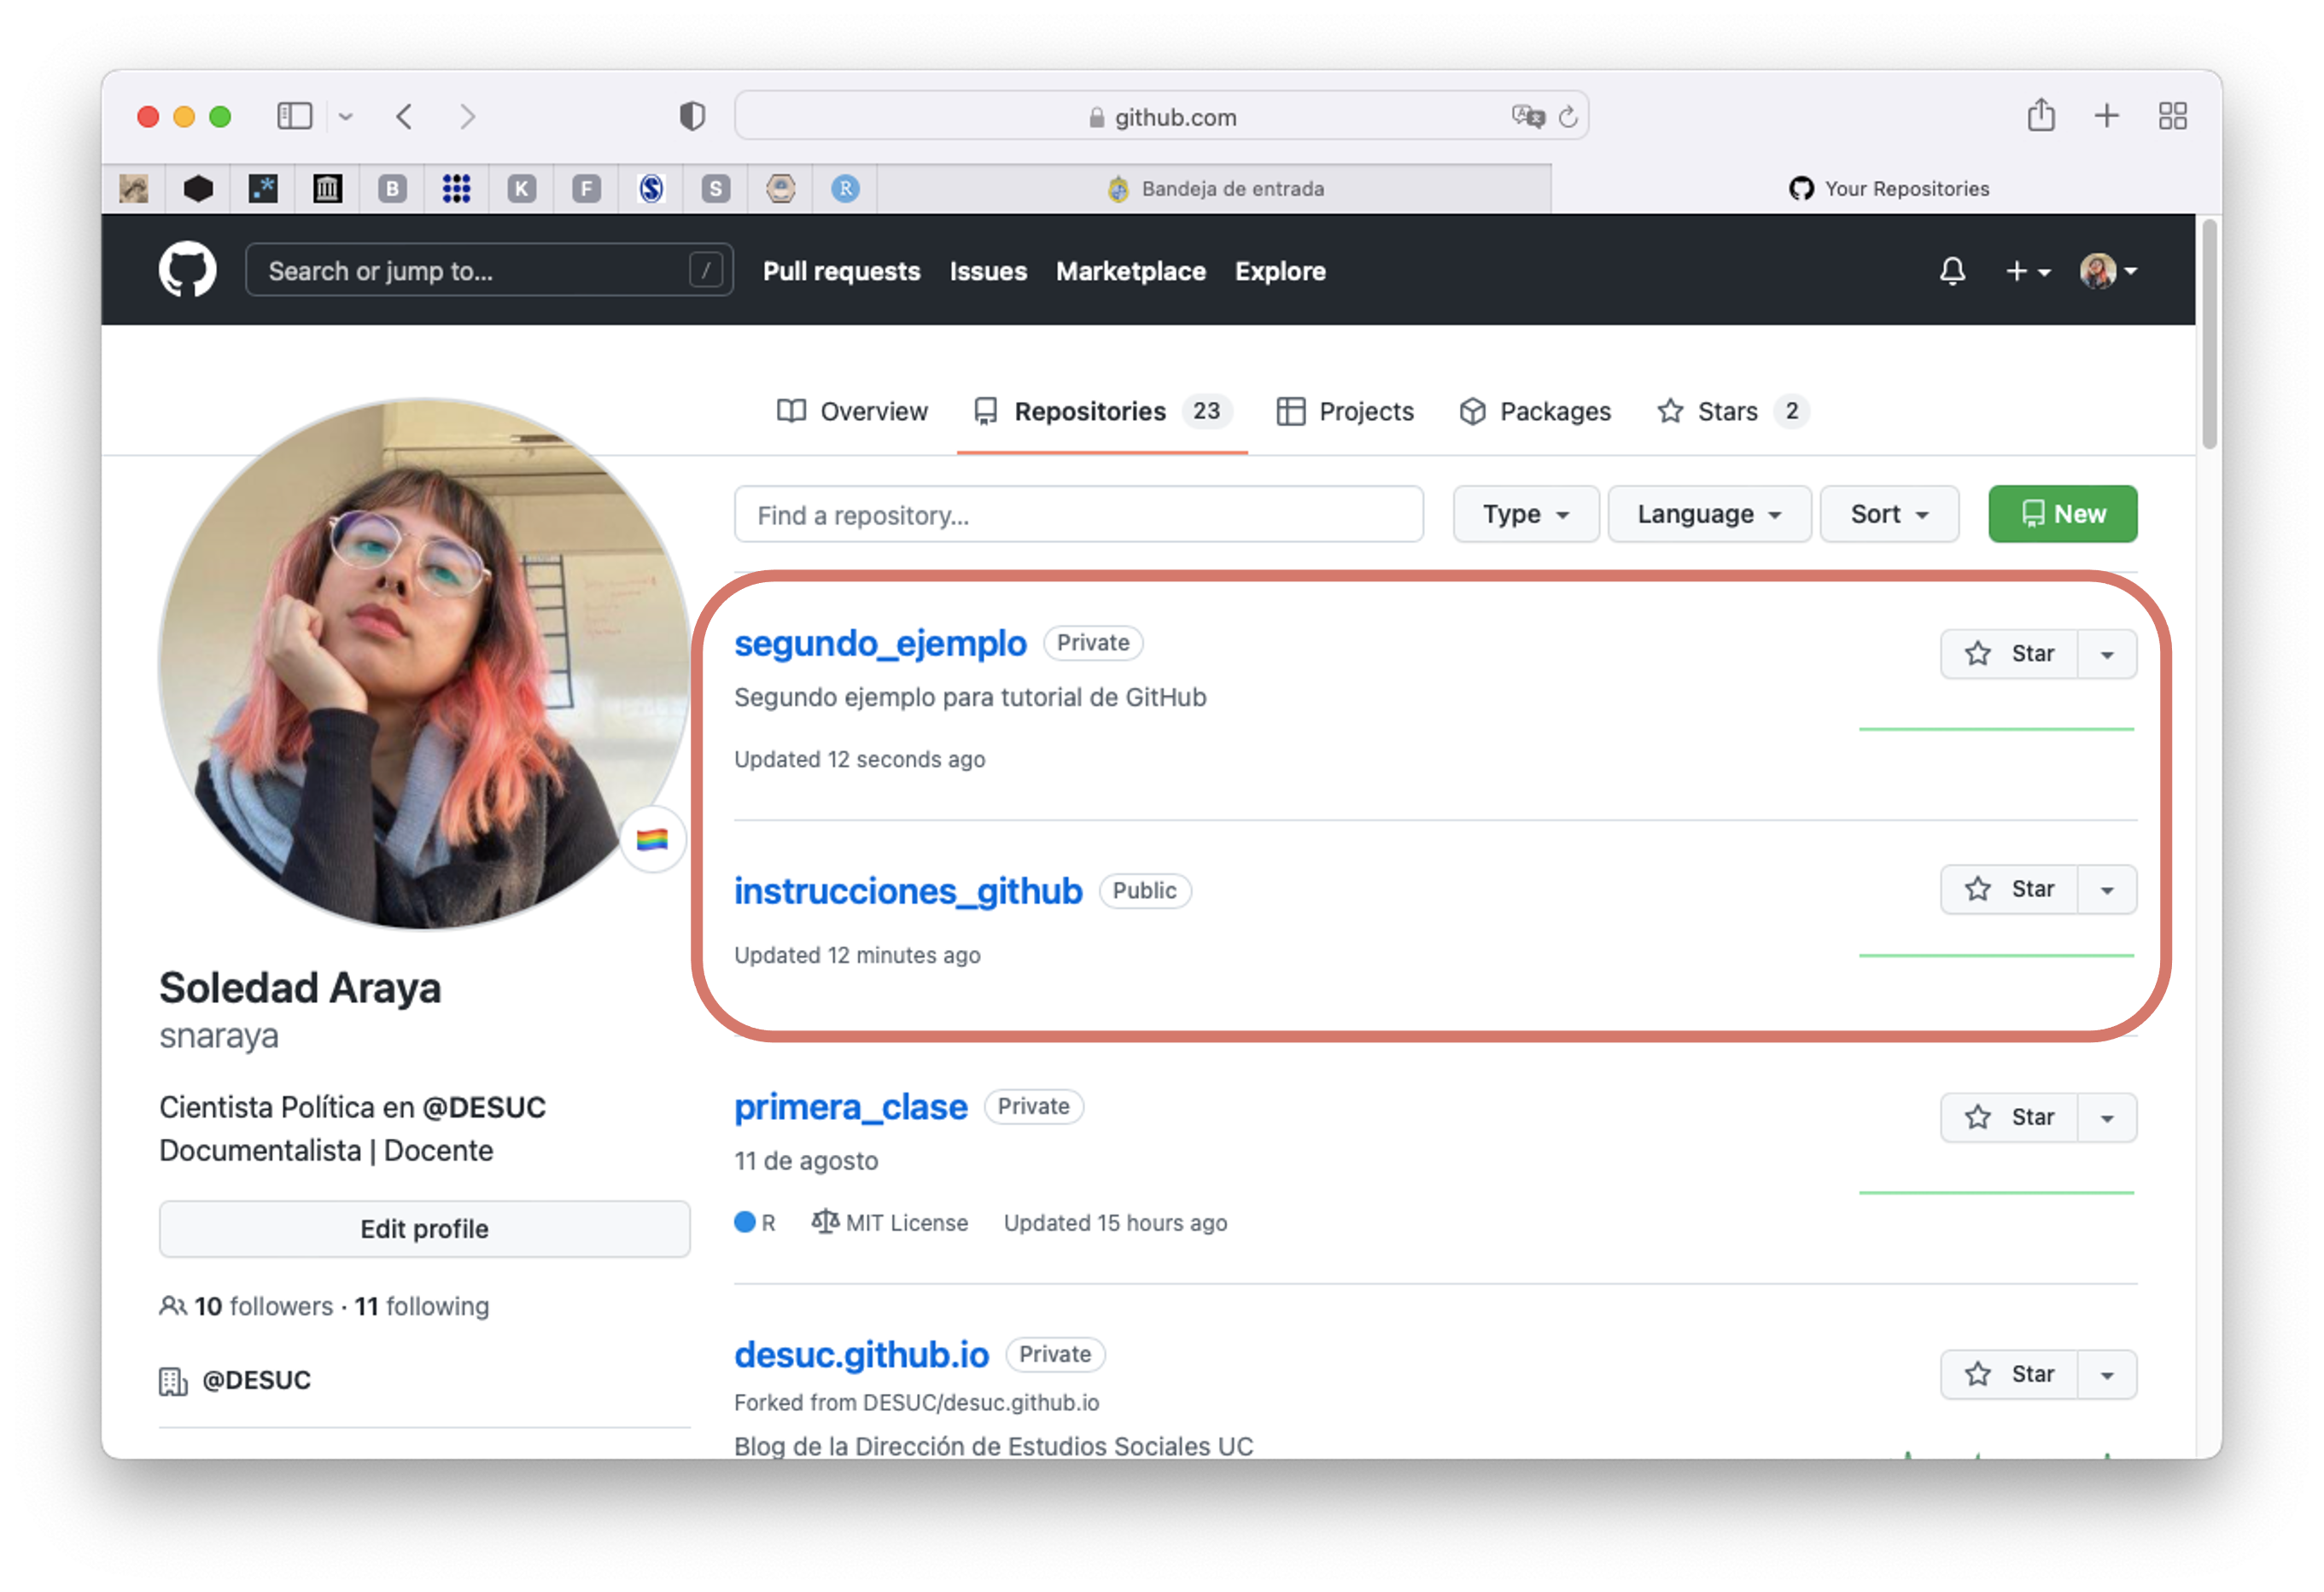 github.com
B
K
F
S
S
R
Bandeja de entrada
Your Repositories
Search or jump to...
/
Pull requests
Issues
Marketplace
Explore
Overview
Repositories 23
Projects
Packages
Stars 2
Find a repository...
Type
Language
Sort
New
segundo_ejemplo Private
Star
Segundo ejemplo para tutorial de GitHub
Updated 12 seconds ago
instrucciones_github Public
Star
Updated 12 minutes ago
Soledad Araya
snaraya
Cientista Política en @DESUC
Documentalista | Docente
Edit profile
10 followers · 11 following
@DESUC
primera_clase Private
Star
11 de agosto
R MIT License Updated 15 hours ago
desuc.github.io Private
Star
Forked from DESUC/desuc.github.io
Blog de la Dirección de Estudios Sociales UC